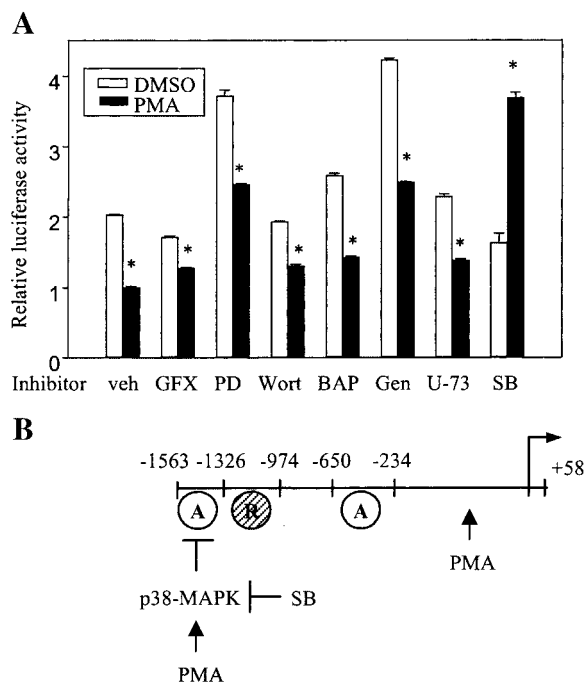 A
Relative luciferase activity
4
3
2
1
0
DMSO
PMA
*
* * * * * * *
Inhibitor veh GFX PD Wort BAP Gen U-73 SB
B
-1563 -1326 -974 -650 -234
+58
A R A
PMA
p38-MAPK SB
PMA